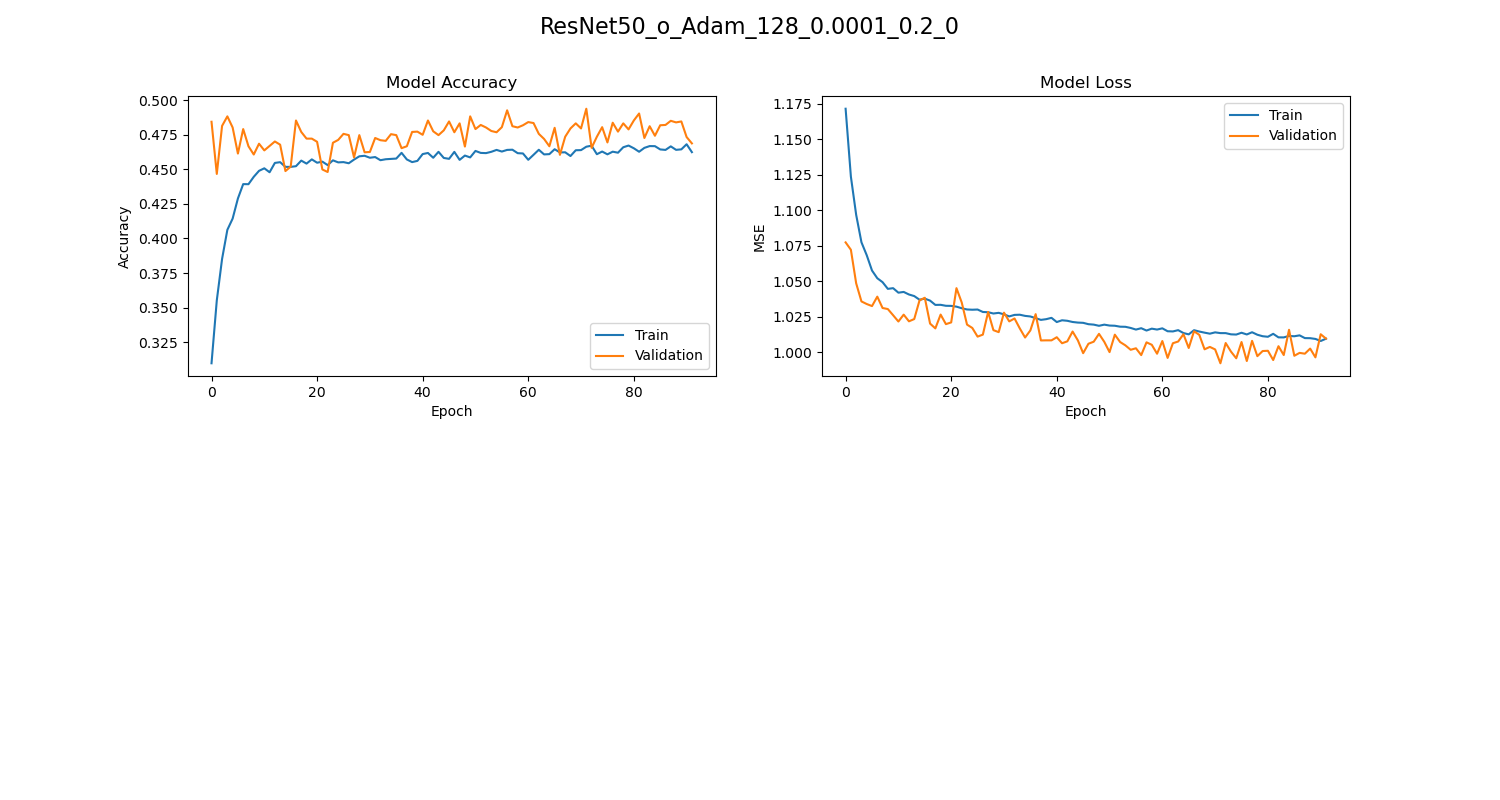 ResNet50_o_Adam_128_0.0001_0.2_0
Model Accuracy
0.500
0.475
0.450
0.425
0.400
0.375
0.350
0.325
Accuracy
Train
Validation
0 20 40 60 80
Epoch
Model Loss
1.175
1.150
1.125
1.100
1.075
1.050
1.025
1.000
MSE
Train
Validation
0 20 40 60 80
Epoch